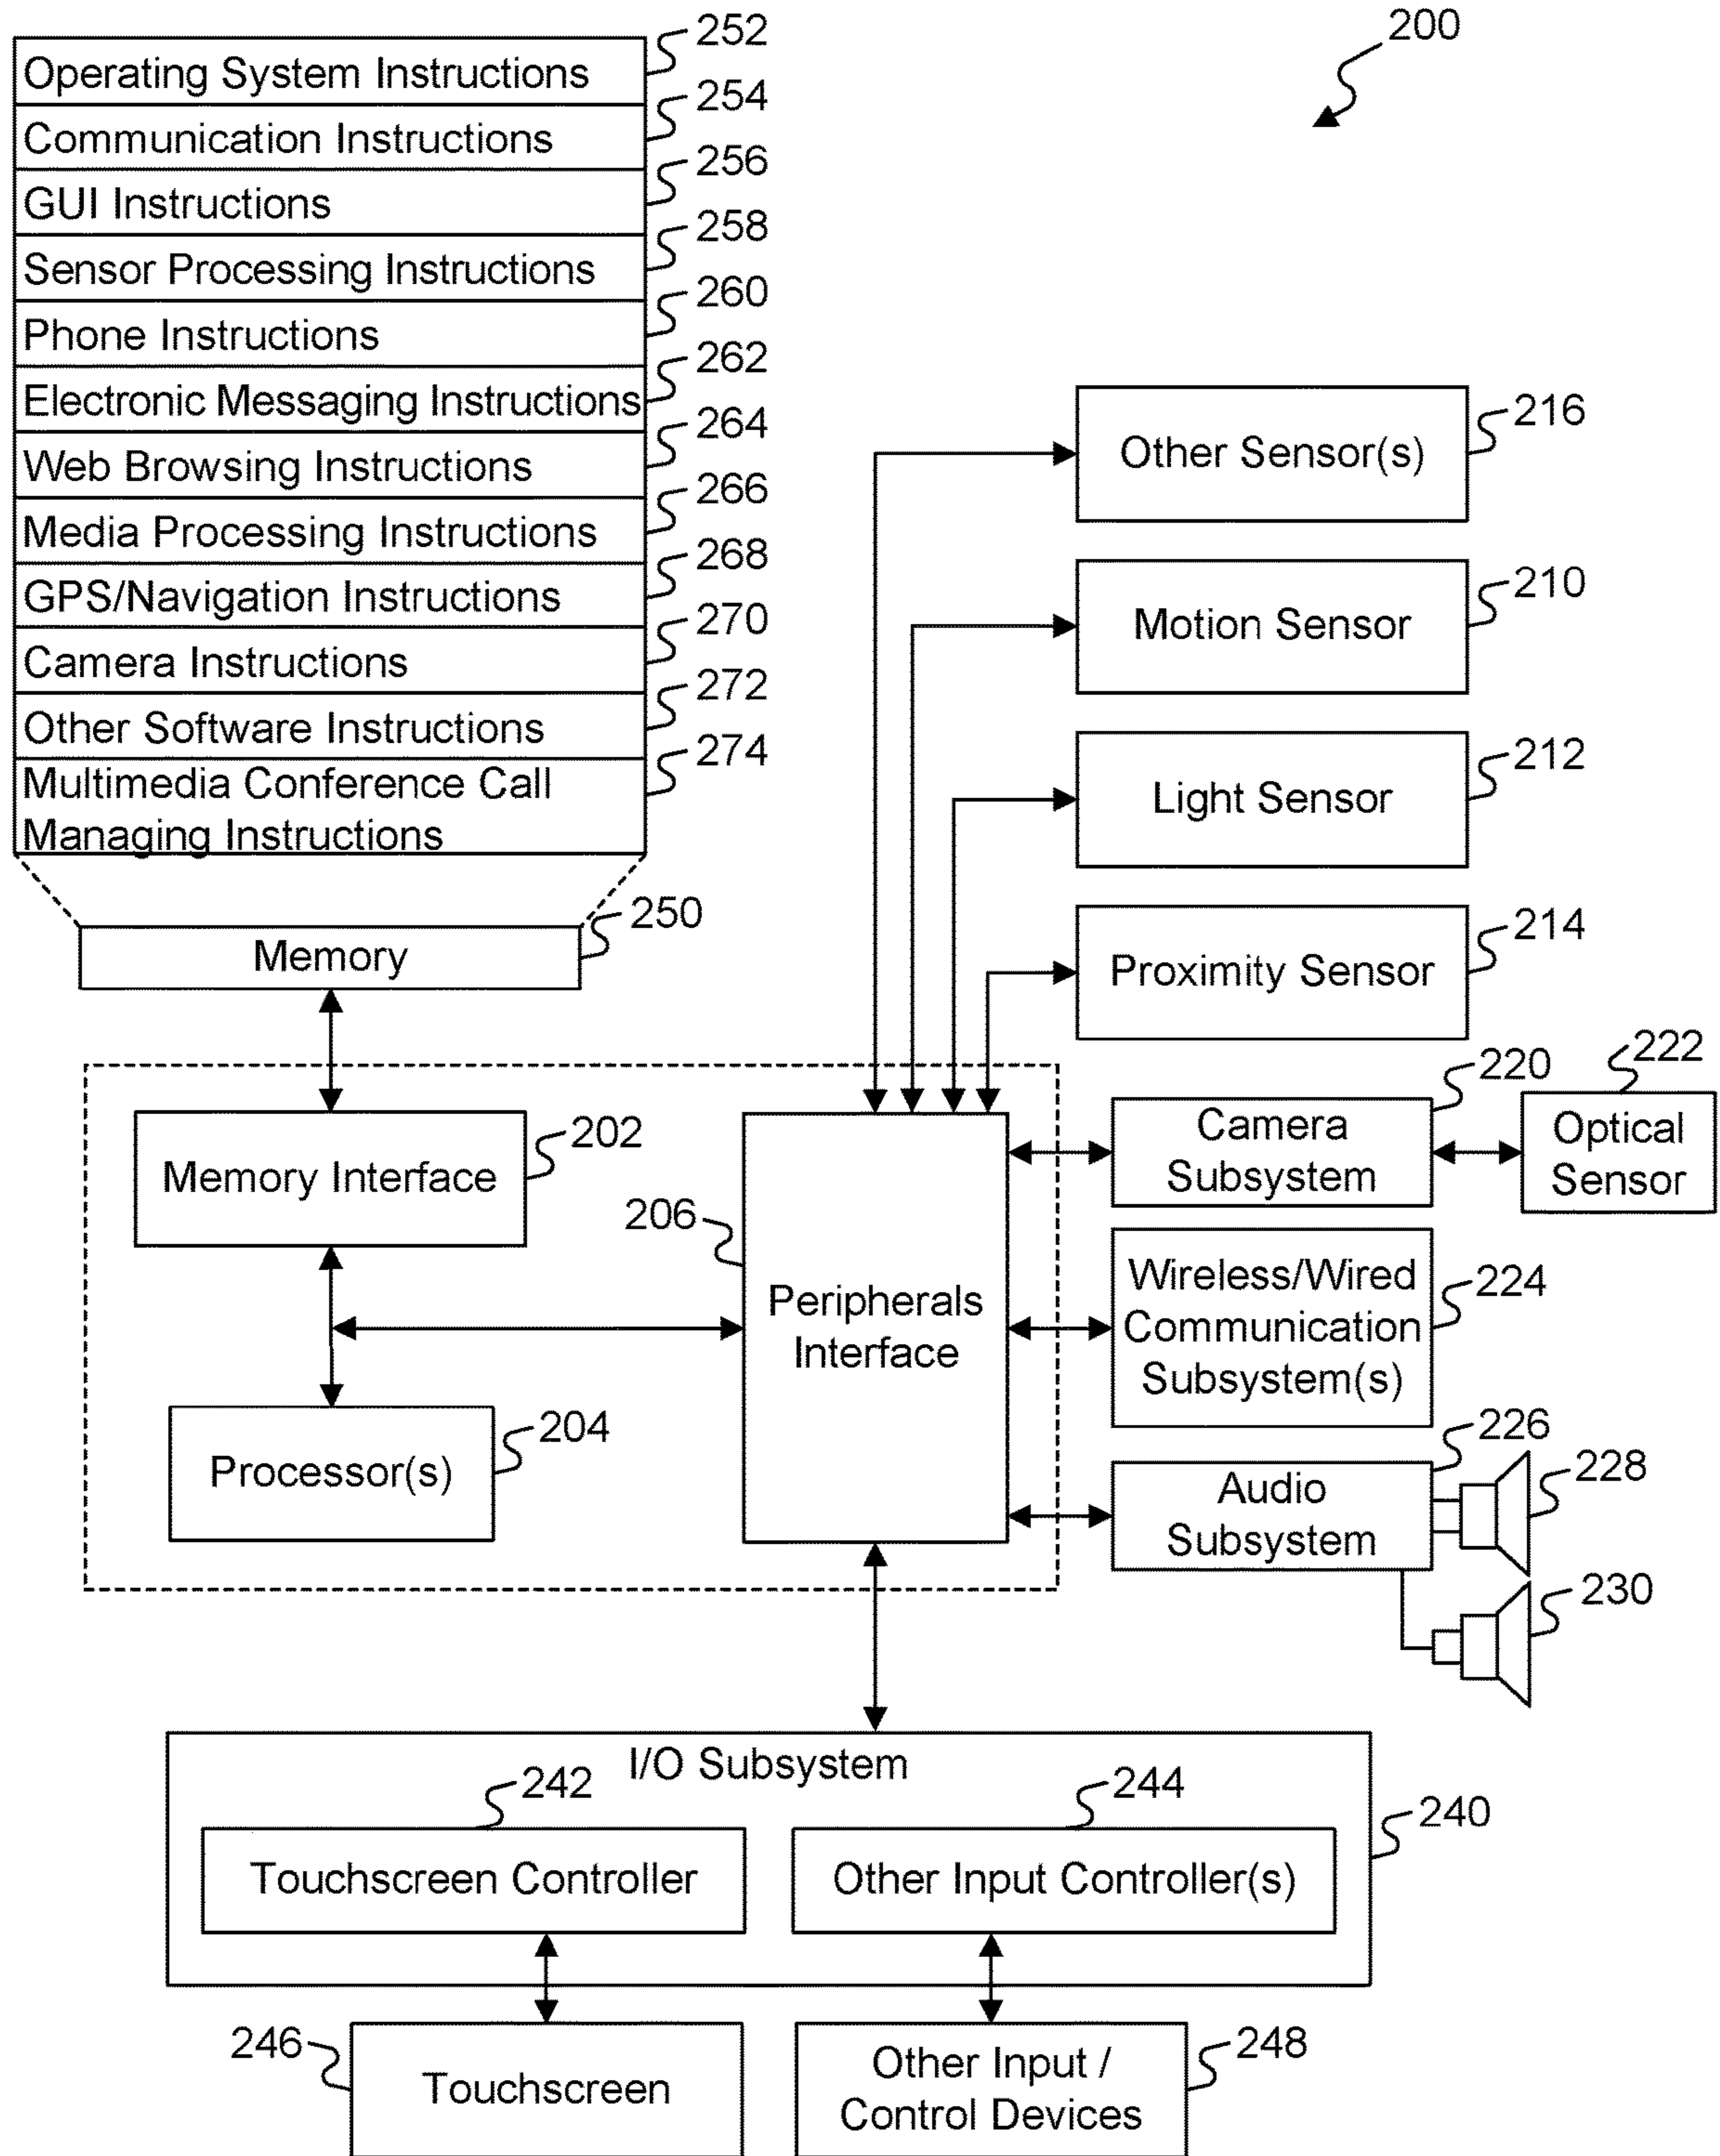 200
Operating System Instructions
252
Communication Instructions
254
GUI Instructions
256
Sensor Processing Instructions
258
Phone Instructions
260
Electronic Messaging Instructions
262
Web Browsing Instructions
264
Media Processing Instructions
266
GPS/Navigation Instructions
268
Camera Instructions
270
Other Software Instructions
272
Multimedia Conference Call
Managing Instructions
274
Memory
250
Other Sensor(s)
216
Motion Sensor
210
Light Sensor
212
Proximity Sensor
214
Memory Interface
202
Processor(s)
204
206
Peripherals
Interface
Camera
Subsystem
220
Optical
Sensor
222
Wireless/Wired
Communication
Subsystem(s)
224
Audio
Subsystem
226
228
230
I/O Subsystem
240
242
Touchscreen Controller
244
Other Input Controller(s)
246
Touchscreen
Other Input /
Control Devices
248